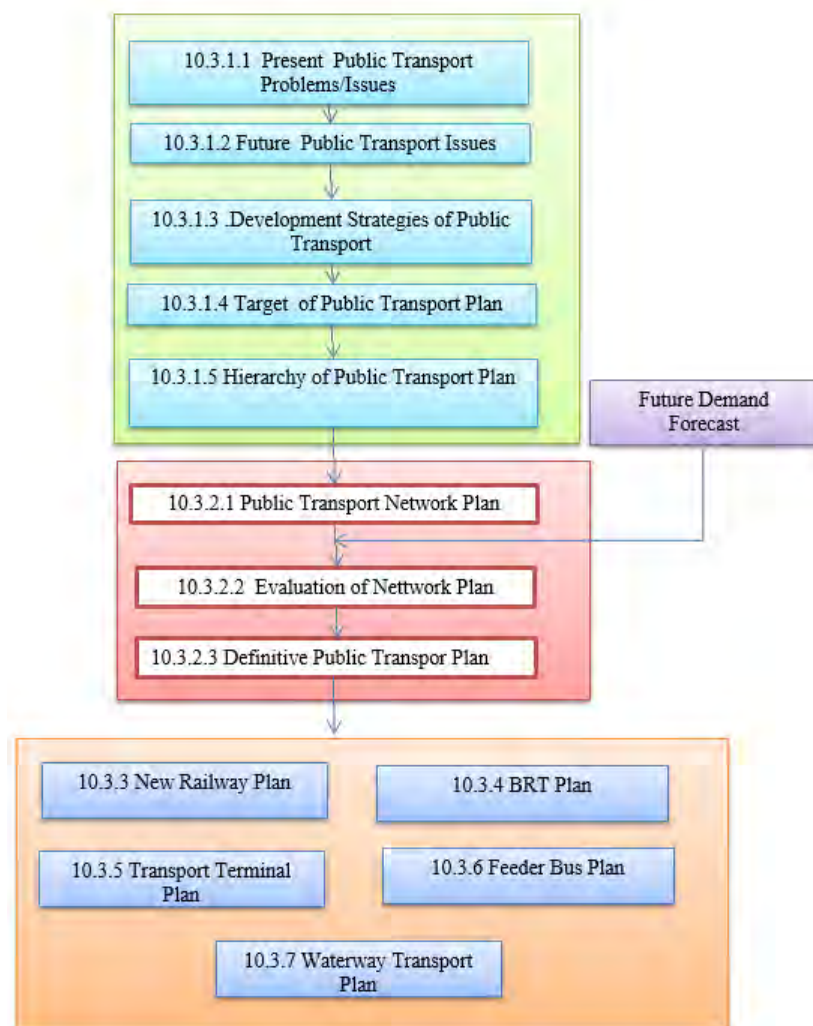 10.3.1.1 Present Public Transport
Problems/Issues
10.3.1.2 Future Public Transport Issues
10.3.1.3 .Development Strategies of Public
Transport
10.3.1.4 Target of Public Transport Plan
10.3.1.5 Hierarchy of Public Transport Plan
Future Demand
Forecast
10.3.2.1 Public Transport Network Plan
10.3.2.2 Evaluation of Nettwork Plan
10.3.2.3 Definitive Public Transpor Plan
10.3.3 New Railway Plan
10.3.4 BRT Plan
10.3.5 Transport Terminal
Plan
10.3.6 Feeder Bus Plan
10.3.7 Waterway Transport
Plan